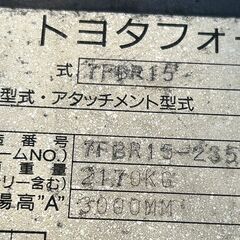 トヨタフォー
式 7FBR15
型式・アタッチメント型式
番号 7FBR15-235
ームNO.)
重量 2170KG
リー含む)
揚高"A" 3000MM